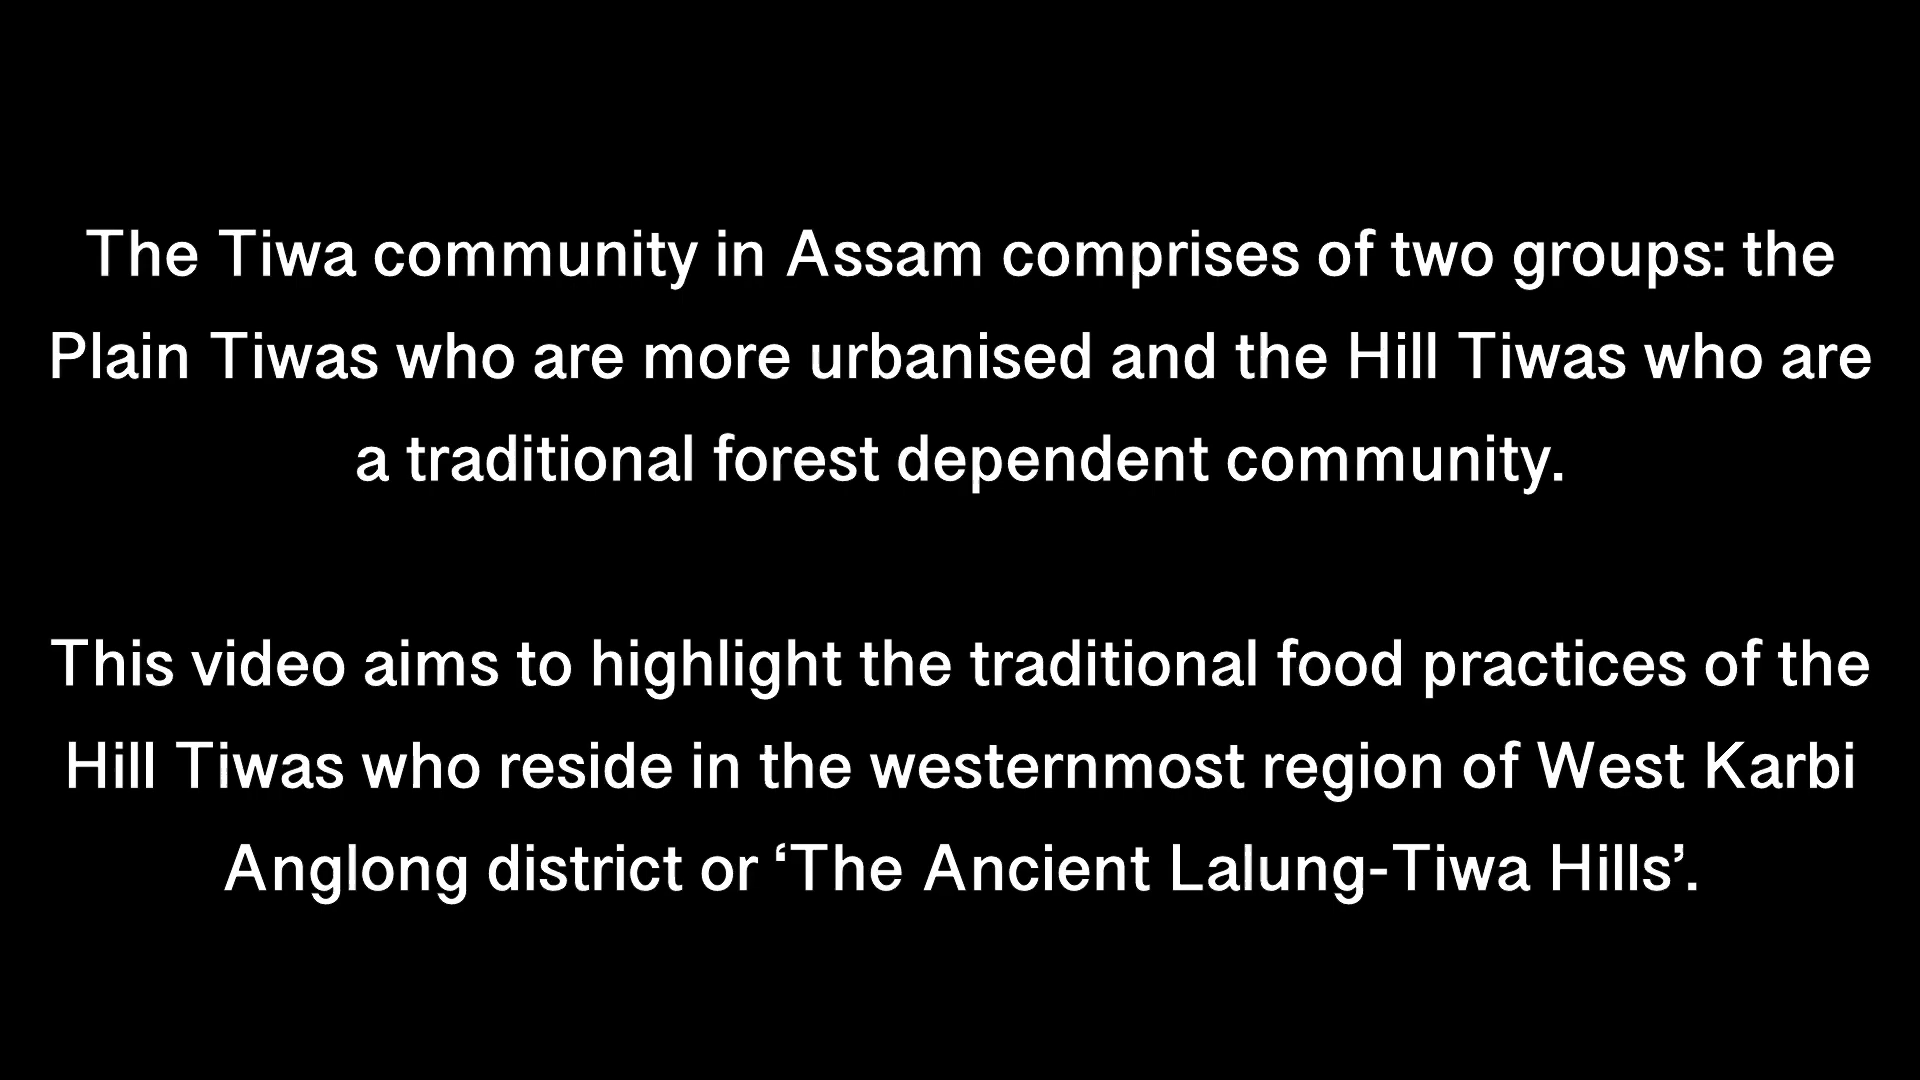 The Tiwa community in Assam comprises of two groups: the
Plain Tiwas who are more urbanised and the Hill Tiwas who are
a traditional forest dependent community.
This video aims to highlight the traditional food practices of the
Hill Tiwas who reside in the westernmost region of West Karbi
Anglong district or ‘The Ancient Lalung-Tiwa Hills’.